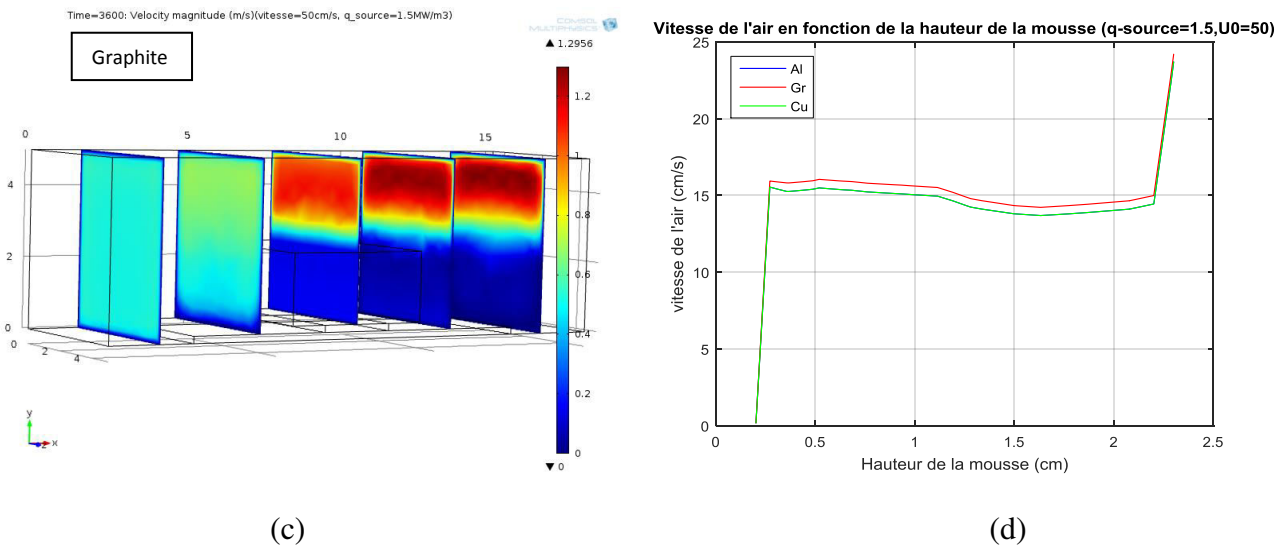 Time=3600: Velocity magnitude (m/s)(vitesse=50cm/s, q_source=1.5MW/m3)
COMSOL
MULTIPHYSICS
Graphite
▲ 1.2956
1.2
1
0.8
0.6
0.4
0.2
0
▼ 0
0
5
10
15
4
2
0
0
2
4
y
z
x
(c)
Vitesse de l'air en fonction de la hauteur de la mousse (q-source=1.5,U0=50)
Al
Gr
Cu
vitesse de l'air (cm/s)
25
20
15
10
5
0
0
0.5
1
1.5
2
2.5
Hauteur de la mousse (cm)
(d)